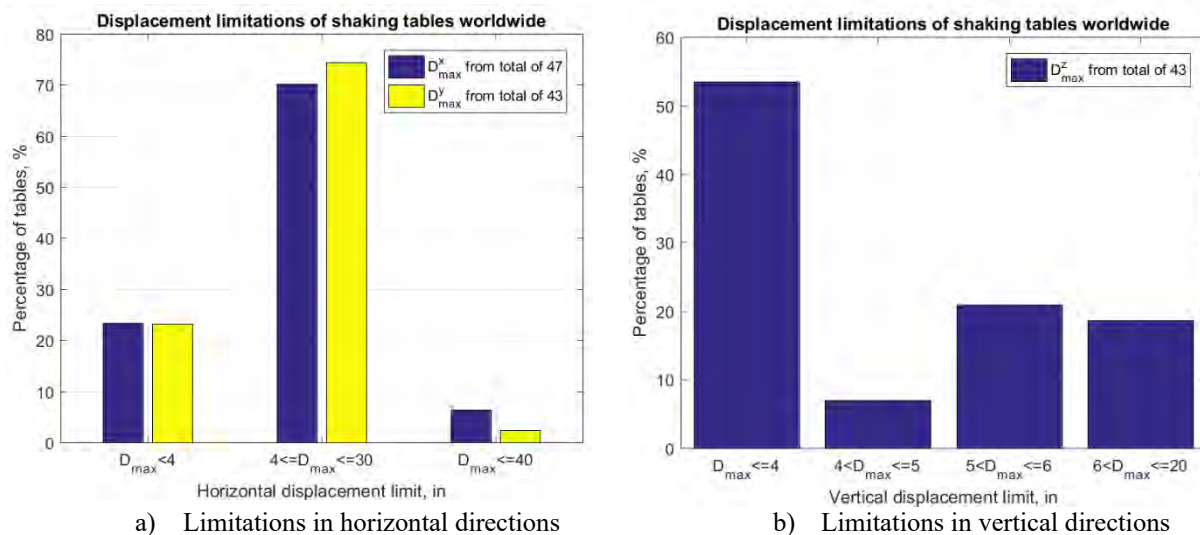 Displacement limitations of shaking tables worldwide
80
70
60
50
40
30
20
10
0
Percentage of tables, %
D^x_max from total of 47
D^y_max from total of 43
D_max<4
4<=D_max<=30
D_max<=40
Horizontal displacement limit, in
a) Limitations in horizontal directions
Displacement limitations of shaking tables worldwide
60
50
40
30
20
10
0
Percentage of tables, %
D^z_max from total of 43
D_max<=4
4<D_max<=5
5<D_max<=6
6<D_max<=20
Vertical displacement limit, in
b) Limitations in vertical directions